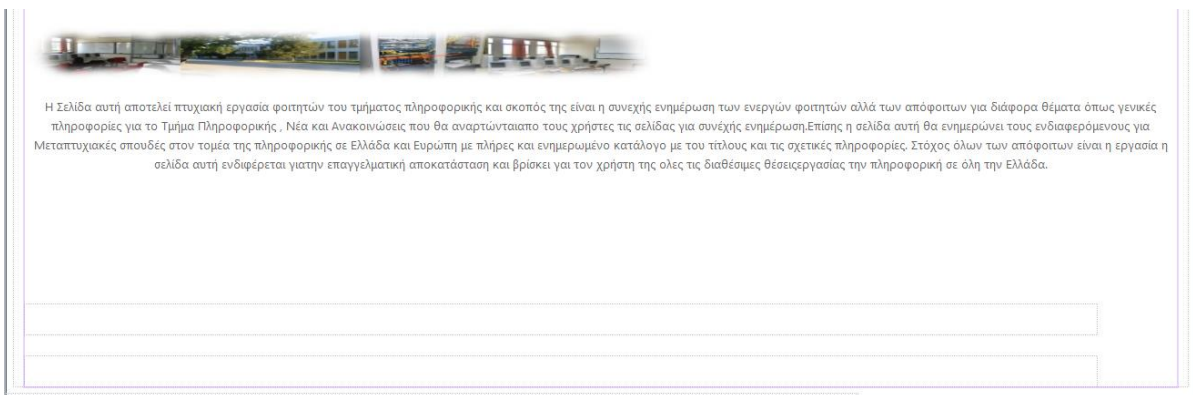 Η Σελίδα αυτή αποτελεί πτυχιακή εργασία φοιτητών του τμήματος πληροφορικής και σκοπός της είναι η συνεχής ενημέρωση των ενεργών φοιτητών αλλά των απόφοιτων για διάφορα θέματα όπως γενικές
πληροφορίες για το Τμήμα Πληροφορικής , Νέα και Ανακοινώσεις που θα αναρτώνταιαπο τους χρήστες τις σελίδας για συνέχής ενημέρωση.Επίσης η σελίδα αυτή θα ενημερώνει τους ενδιαφερόμενους για
Μεταπτυχιακές σπουδές στον τομέα της πληροφορικής σε Ελλάδα και Ευρώπη με πλήρες και ενημερωμένο κατάλογο με του τίτλους και τις σχετικές πληροφορίες. Στόχος όλων των απόφοιτων είναι η εργασία η
σελίδα αυτή ενδιφέρεται γιατην επαγγελματική αποκατάσταση και βρίσκει γαι τον χρήστη της ολες τις διαθέσιμες θέσειςεργασίας την πληροφορική σε όλη την Ελλάδα.